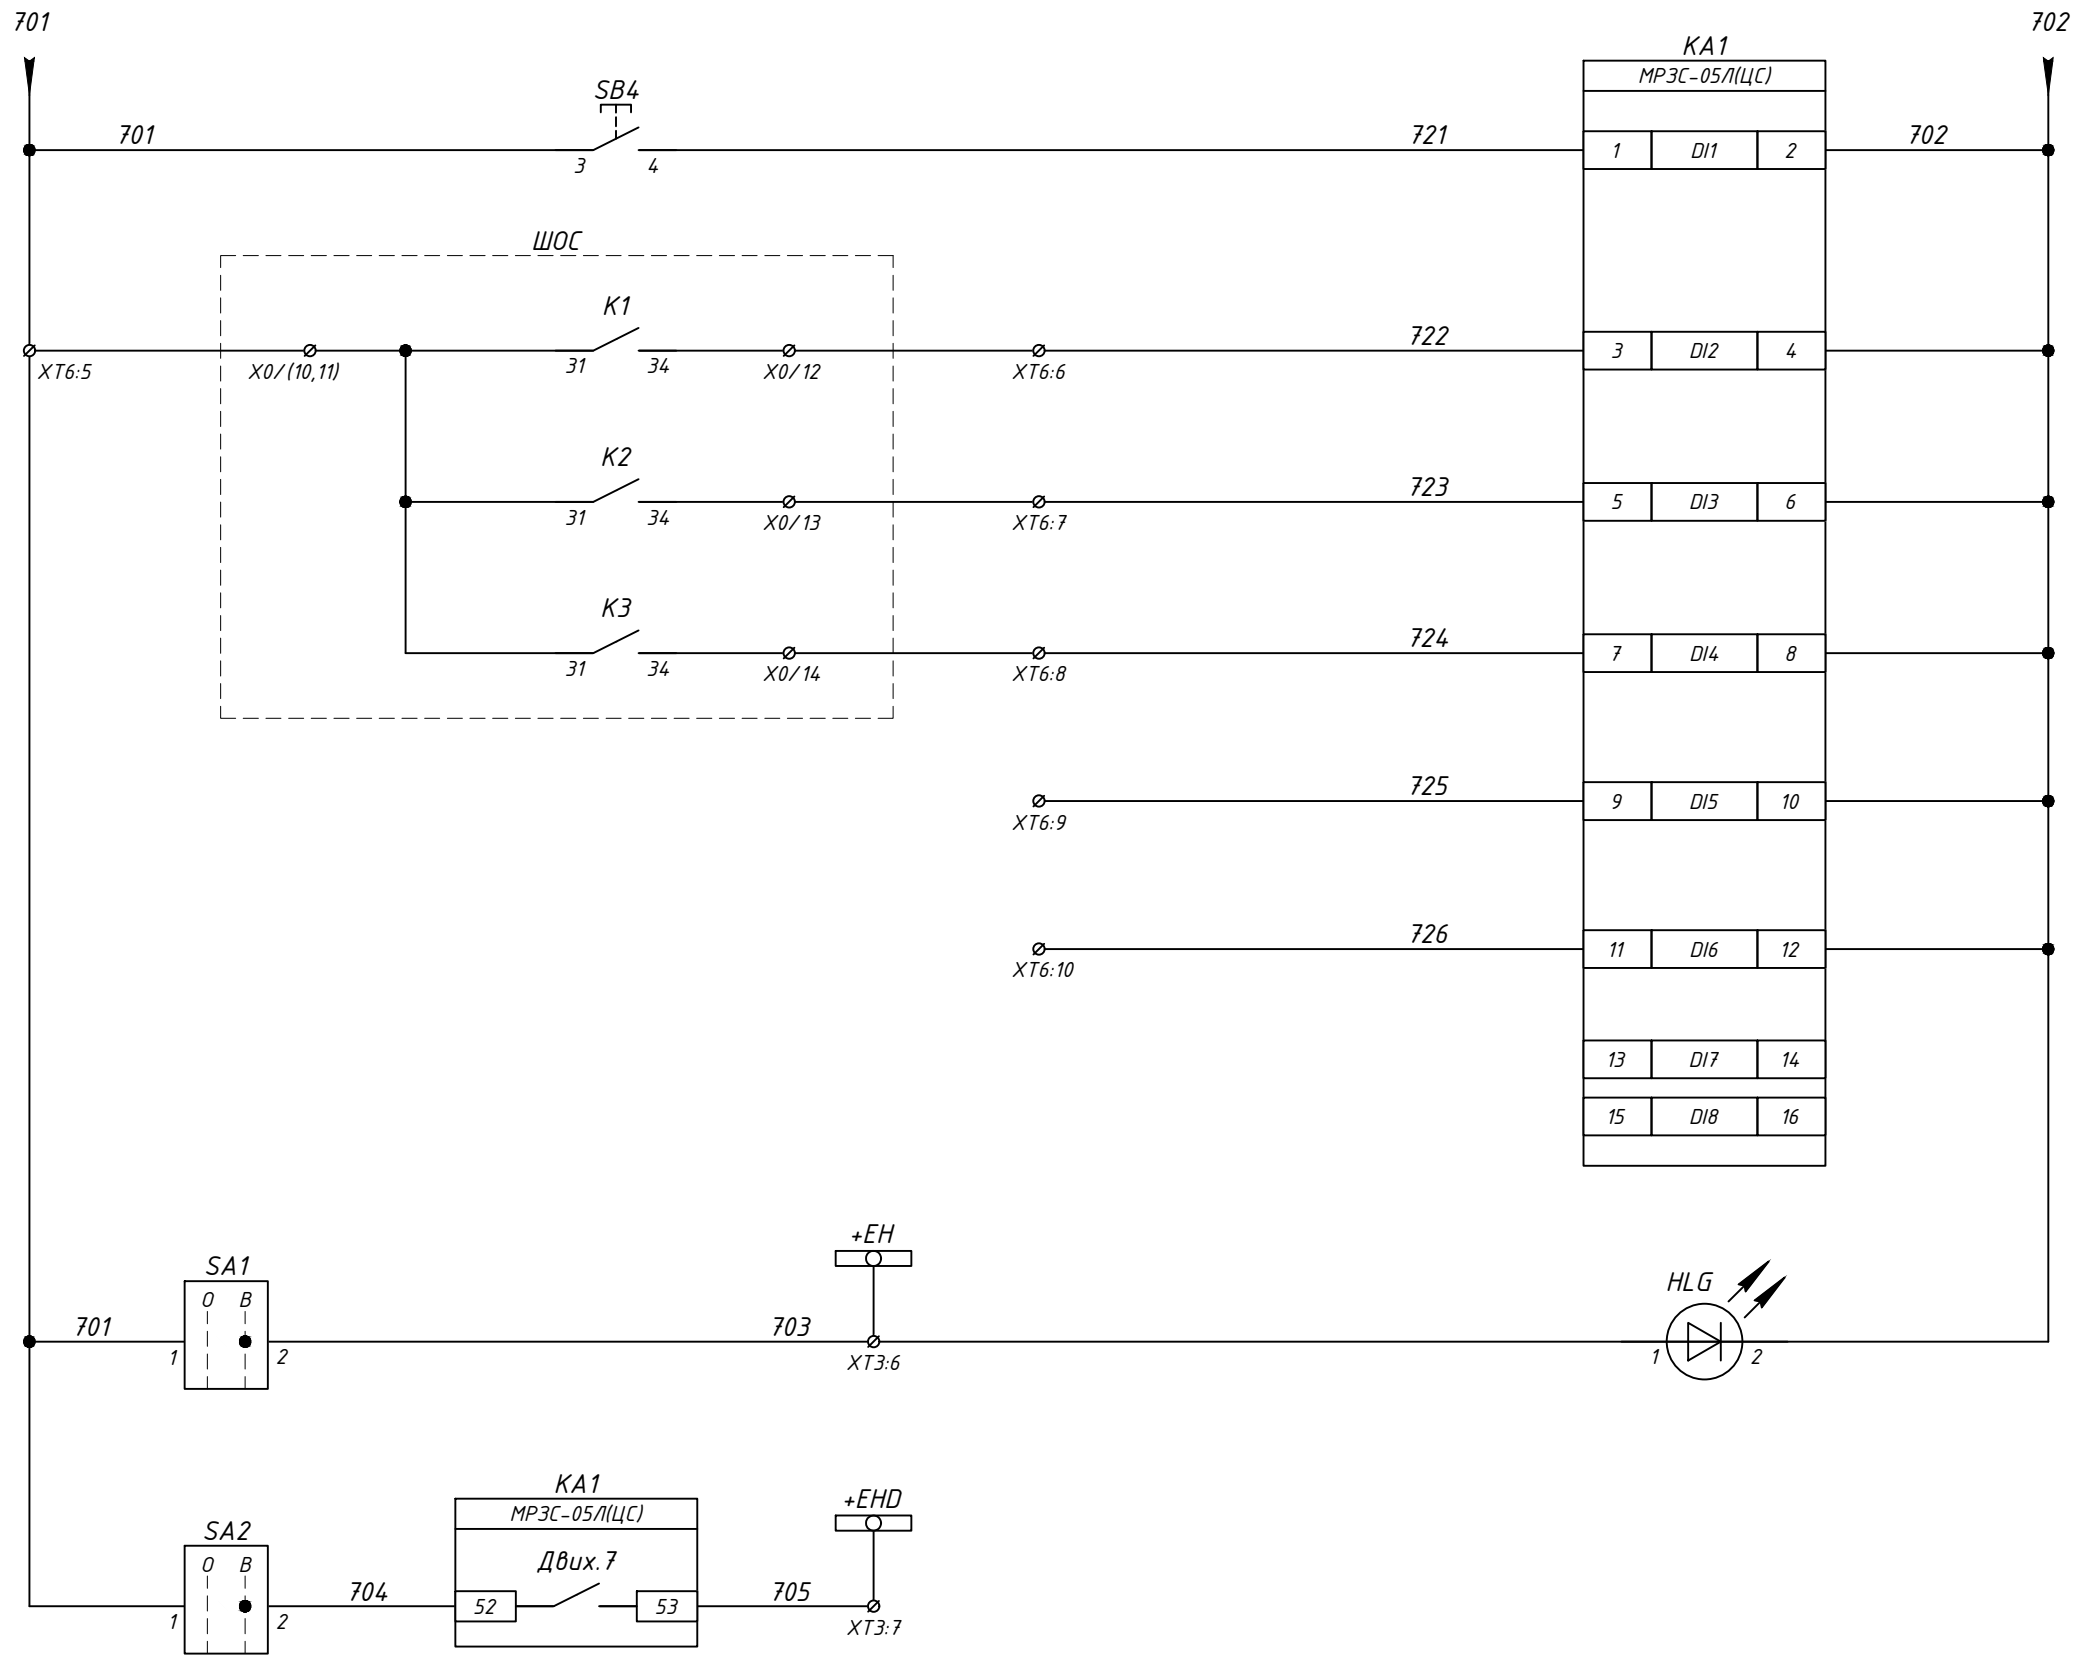 701
702
KA1
МРЗС-05Л(ЦС)
SB4
701
721
1
DI1
2
702
3
4
ШОС
K1
722
3
DI2
4
31
34
XT6:5
X0/(10,11)
X0/12
XT6:6
K2
723
5
DI3
6
31
34
X0/13
XT6:7
K3
724
7
DI4
8
31
34
X0/14
XT6:8
725
9
DI5
10
XT6:9
726
11
DI6
12
XT6:10
13
DI7
14
15
DI8
16
+EH
SA1
HLG
О
В
701
703
1
2
XT3:6
1
2
KA1
МРЗС-05Л(ЦС)
+EHD
SA2
О
В
Двих.7
704
52
53
705
1
2
XT3:7